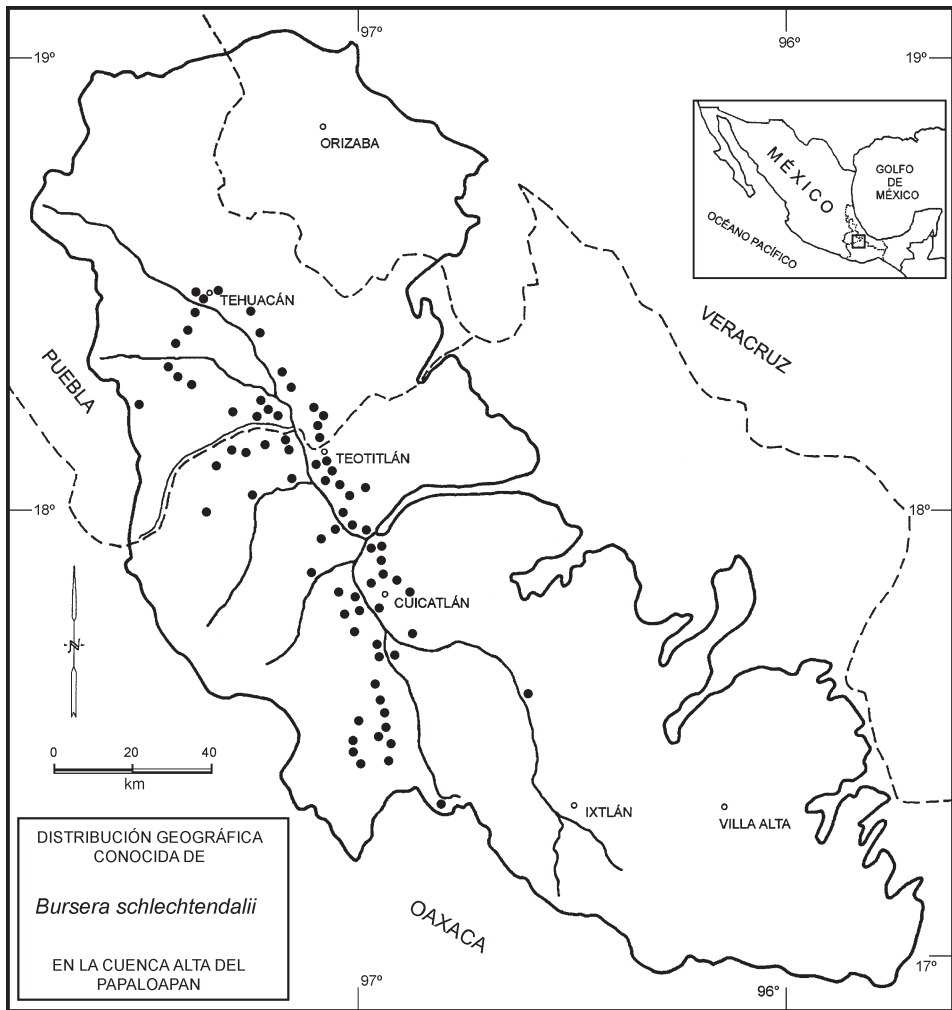 97º
96º
19º
19º
ORIZABA
MÉXICO
GOLFO
DE
MÉXICO
OCÉANO PACÍFICO
TEHUACÁN
VERACRUZ
PUEBLA
TEOTITLÁN
18º
18º
CUICATLÁN
N
0 20 40
km
IXTLÁN
VILLA ALTA
DISTRIBUCIÓN GEOGRÁFICA
CONOCIDA DE
Bursera schlechtendalii
EN LA CUENCA ALTA DEL
PAPALOAPAN
OAXACA
17º
97º
96°